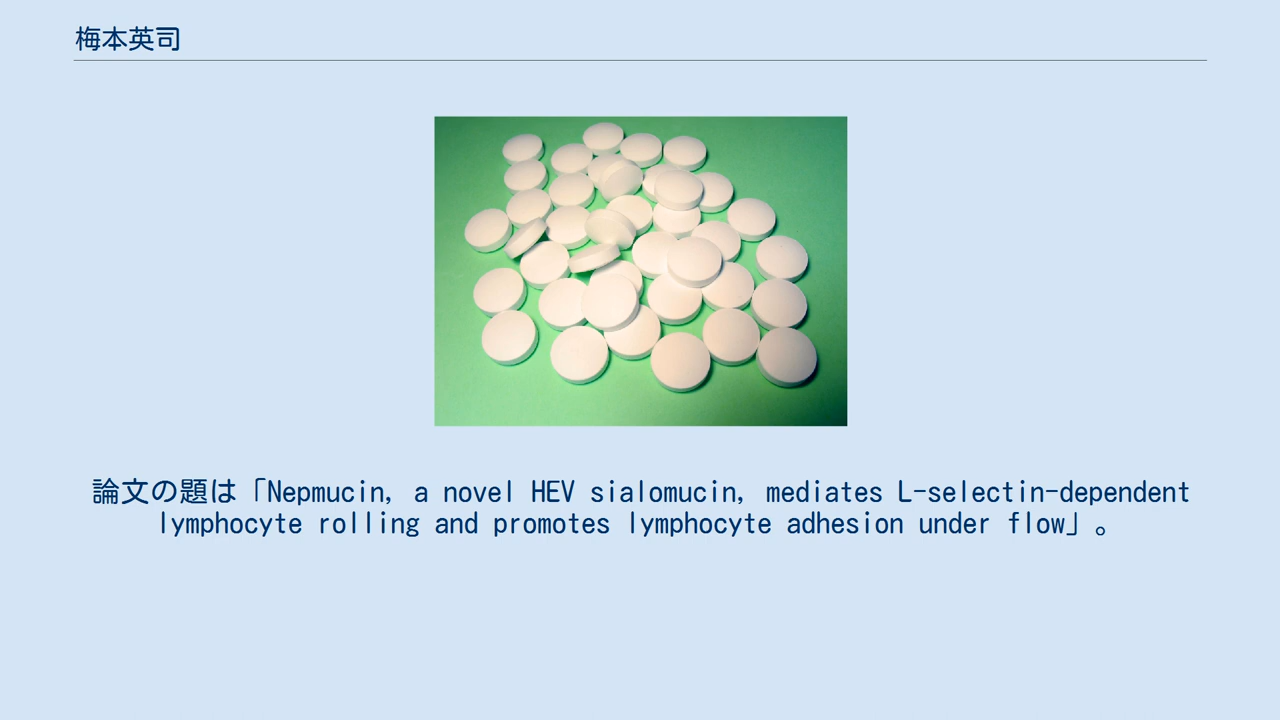 梅本英司
論文の題は「Nepmucin, a novel HEV sialomucin, mediates L-selectin-dependent
lymphocyte rolling and promotes lymphocyte adhesion under flow」。